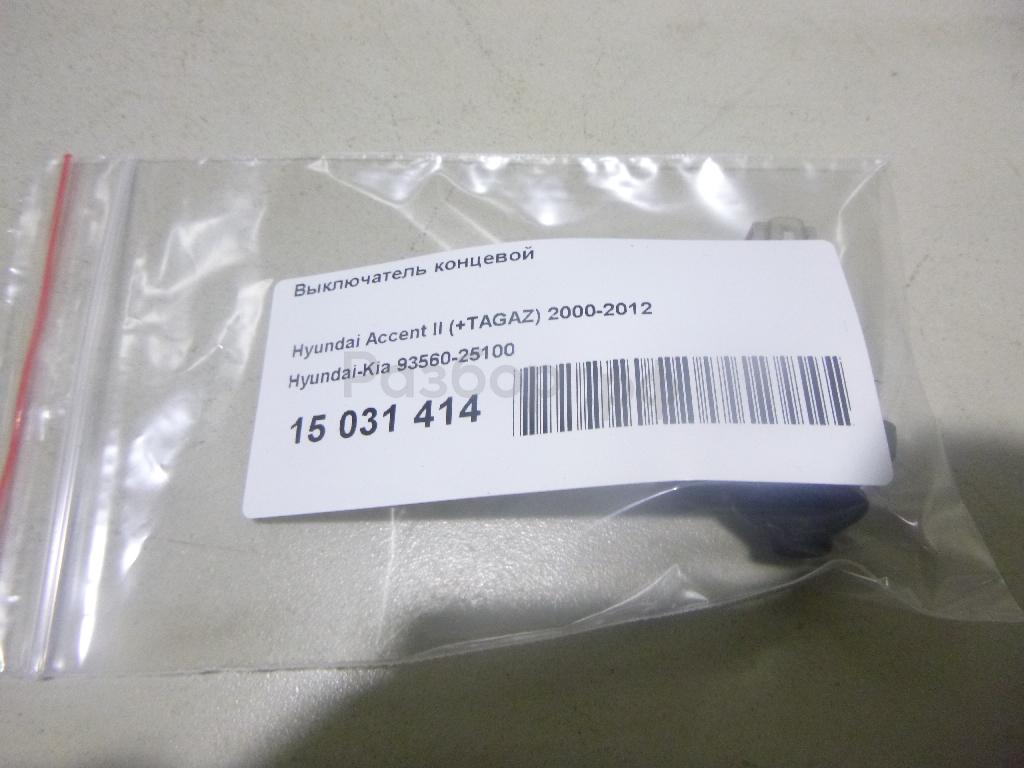 Выключатель концевой
Hyundai Accent II (+TAGAZ) 2000-2012
Hyundai-Kia 93560-25100
15 031 414